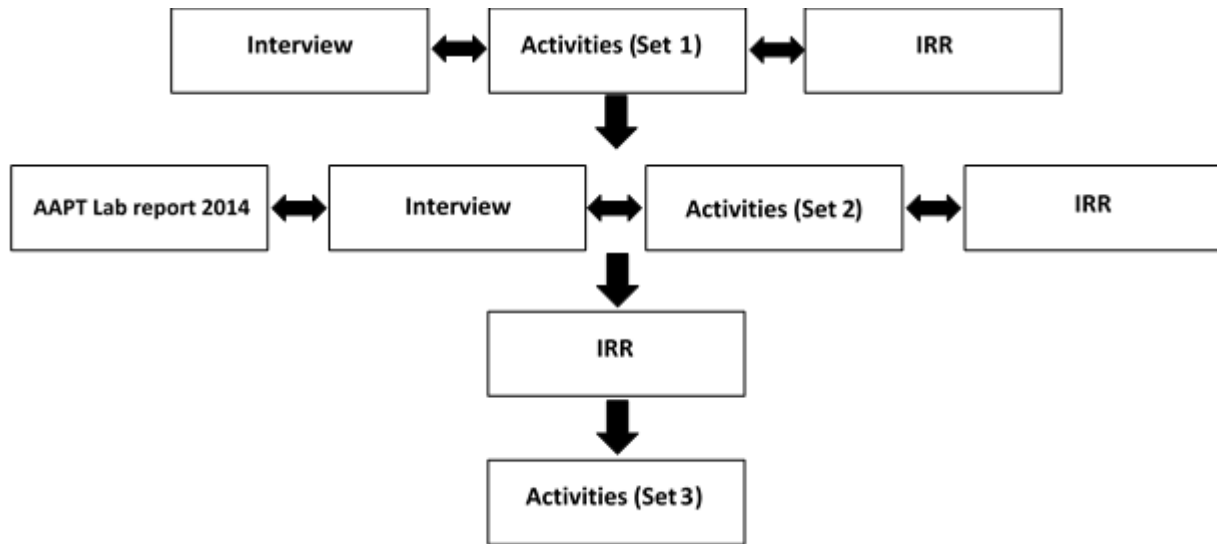 Interview
Activities (Set 1)
IRR
AAPT Lab report 2014
Interview
Activities (Set 2)
IRR
IRR
Activities (Set 3)